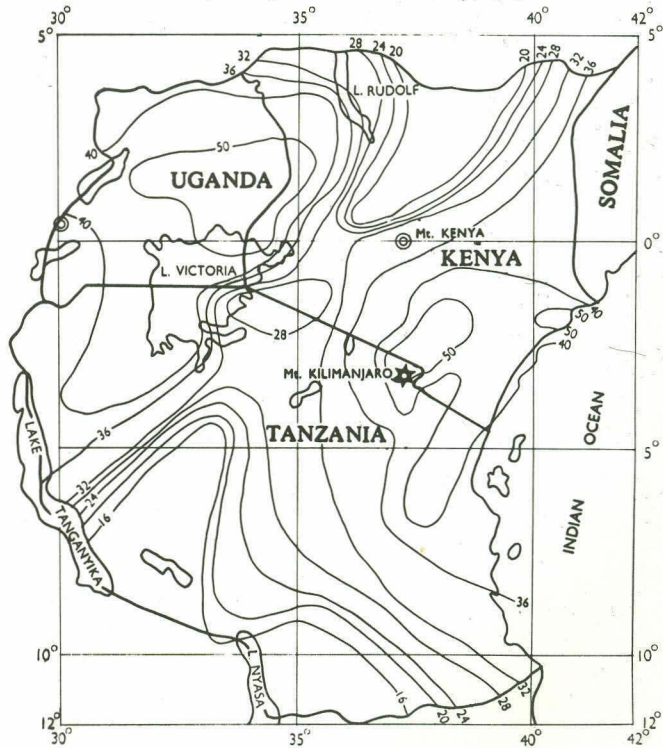 30° 35° 40° 42°
5° 5°
28 24 20
32
36
20 24 28 32 36
L. RUDOLF
40
50
UGANDA
SOMALIA
40
Mt. KENYA
0° 0°
KENYA
L. VICTORIA
28
50
40
50
40
50
Mt. KILIMANJARO
TANZANIA
36
LAKE
OCEAN
5° 5°
32
24
16
TANGANYIKA
INDIAN
36
10° 10°
L. NYASA
16
20
24
28
32
12° 12°
30° 35° 40° 42°